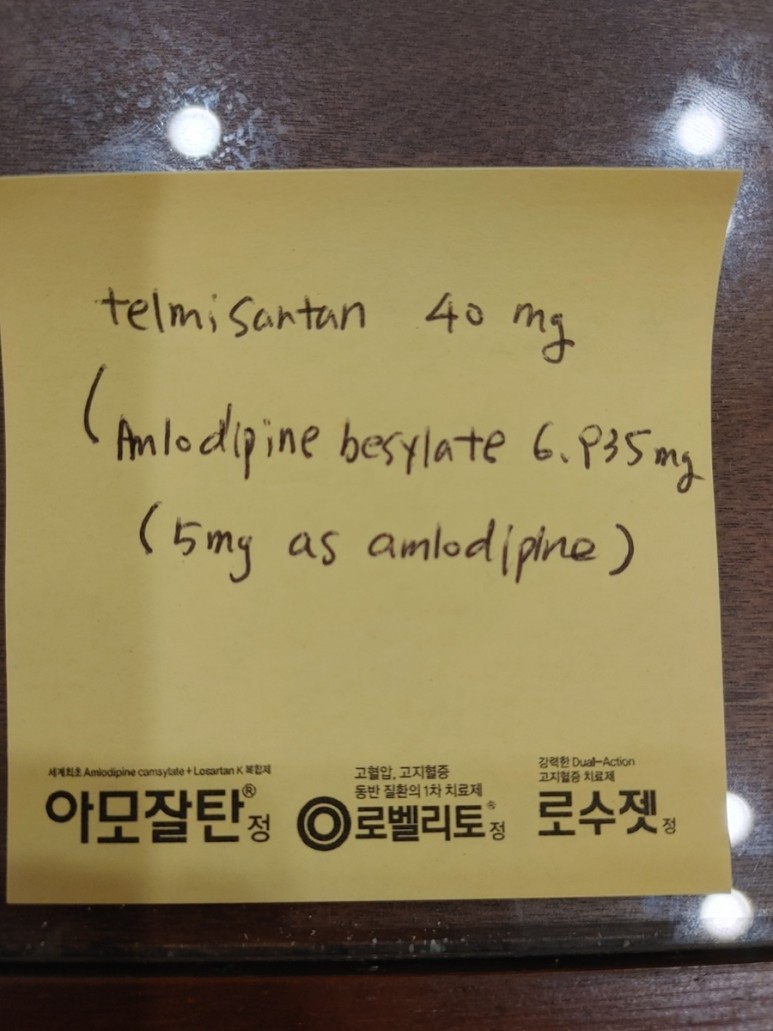 telmisartan 40 mg
(Amlodipine besylate 6.935mg
(5mg as amlodipine)
세계최초 Amlodipine camsylate + Losartan K 복합제
아모잘탄® 정
고혈압, 고지혈증
동반 질환의 1차 치료제
로벨리토® 정
강력한 Dual-Action
고지혈증 치료제
로수젯 정